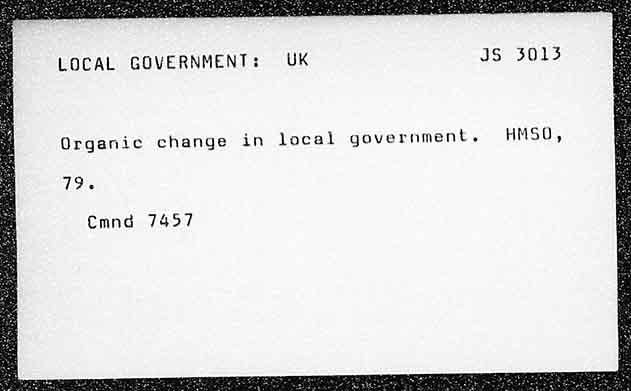 LOCAL GOVERNMENT: UK JS 3013
Organic change in local government. HMSO,
79.
Cmnd 7457